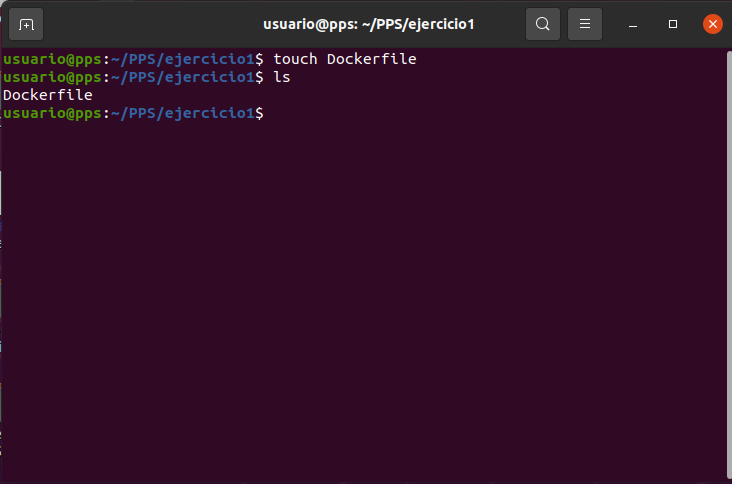 usuario@pps: ~/PPS/ejercicio1
usuario@pps:~/PPS/ejercicio1$ touch Dockerfile
usuario@pps:~/PPS/ejercicio1$ ls
Dockerfile
usuario@pps:~/PPS/ejercicio1$